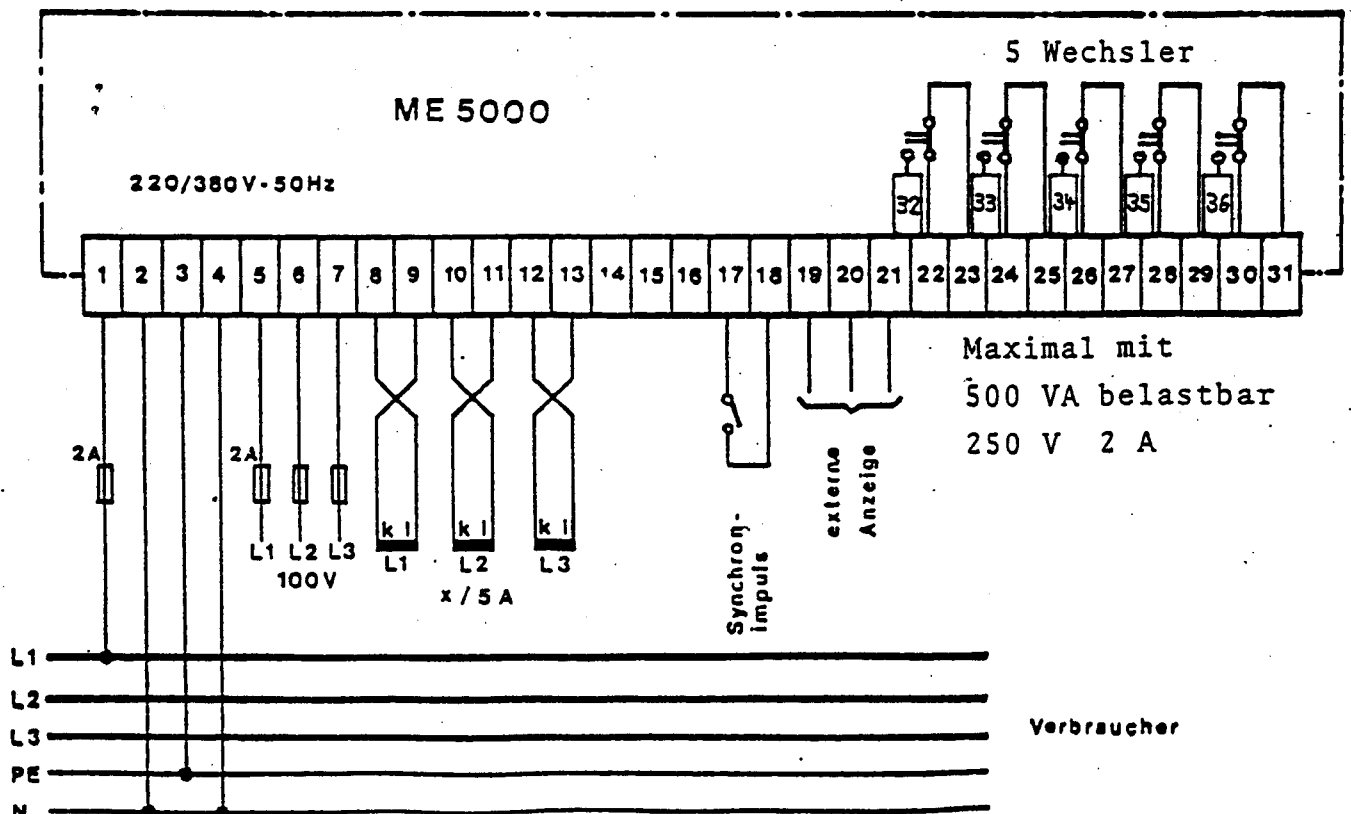 5 Wechsler
ME 5000
220/380V-50Hz
32 33 34 35 36
1 2 3 4 5 6 7 8 9 10 11 12 13 14 15 16 17 18 19 20 21 22 23 24 25 26 27 28 29 30 31
Maximal mit
500 VA belastbar
250 V 2 A
2A 2A
externe
Anzeige
k l k l k l
L1 L2 L3 L1 L2 L3
100V
x / 5 A
Synchron-
impuls
L1
L2
L3
Verbraucher
PE
N